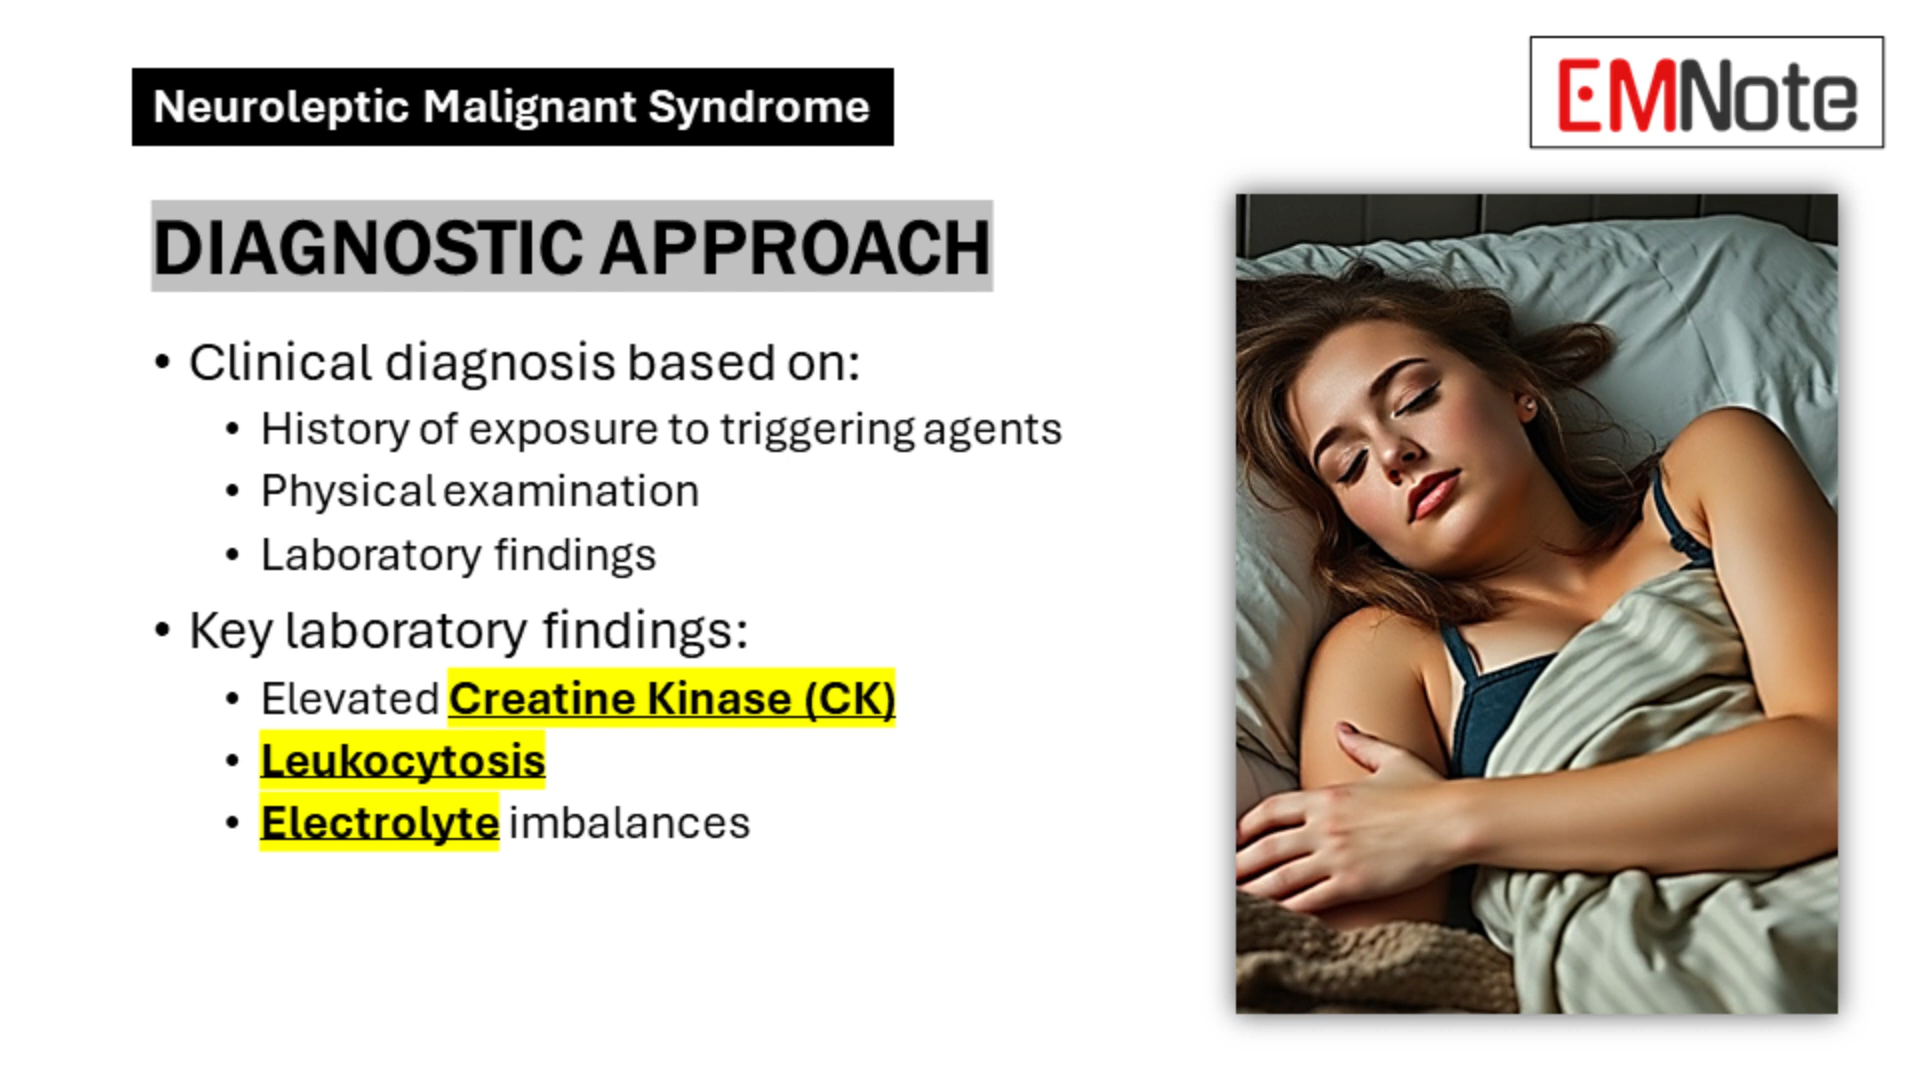 Neuroleptic Malignant Syndrome
EMNote
DIAGNOSTIC APPROACH
• Clinical diagnosis based on:
• History of exposure to triggering agents
• Physical examination
• Laboratory findings
• Key laboratory findings:
• Elevated Creatine Kinase (CK)
• Leukocytosis
• Electrolyte imbalances